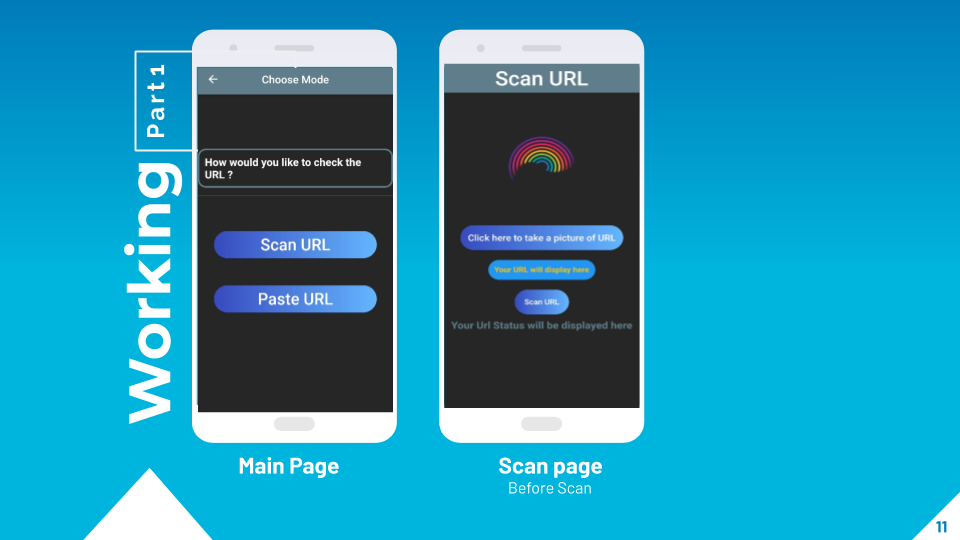 Working
Part 1
Choose Mode
How would you like to check the
URL ?
Scan URL
Paste URL
Main Page
Scan URL
Click here to take a picture of URL
Your URL will display here
Scan URL
Your Url Status will be displayed here
Scan page
Before Scan
11